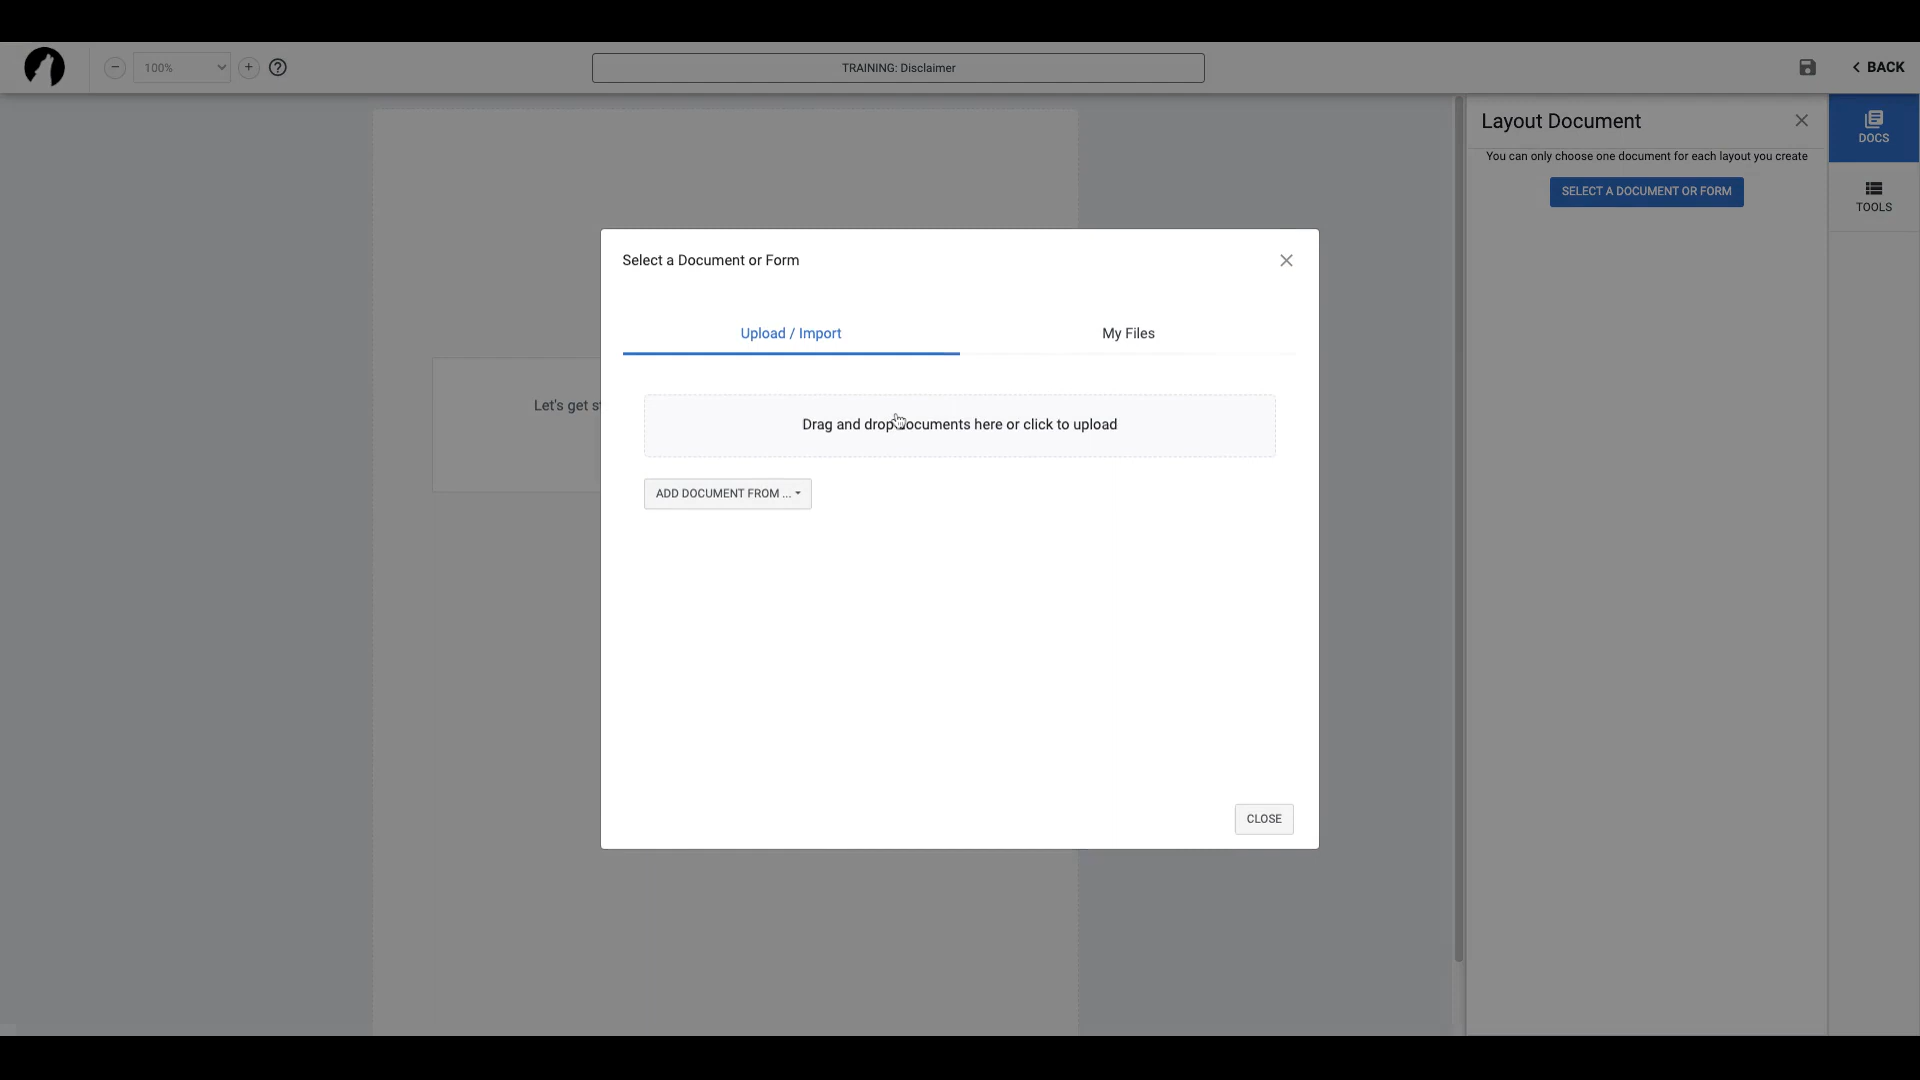 100%
TRAINING: Disclaimer
BACK
Layout Document
You can only choose one document for each layout you create
SELECT A DOCUMENT OR FORM
DOCS
TOOLS
Let's get
Select a Document or Form
Upload / Import
My Files
Drag and drop documents here or click to upload
ADD DOCUMENT FROM ...
CLOSE